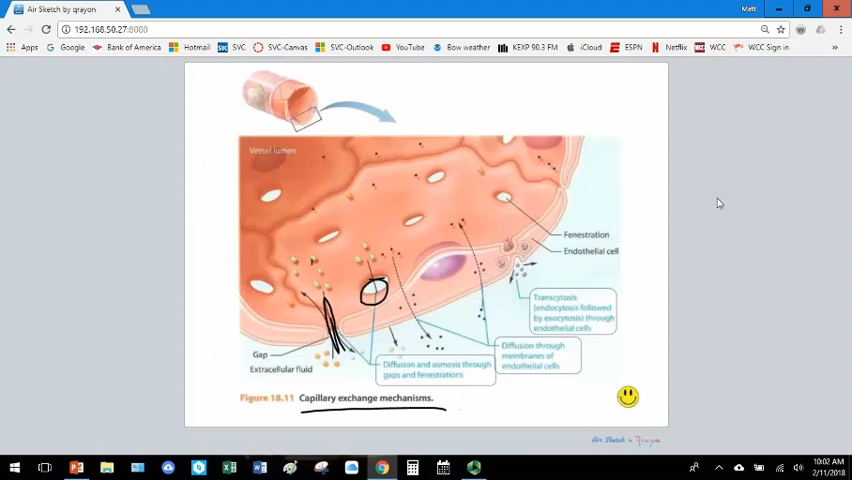 Air Sketch by qrayon
Matt
192.168.50.27:8080
Apps
Google
Bank of America
Hotmail
SVC
SVC
SVC-Canvas
SVC-Outlook
YouTube
Bow weather
KEXP 90.3 FM
iCloud
ESPN
Netflix
WCC
WCC
WCC Sign in
»
Vessel lumen
Fenestration
Endothelial cell
Transcytosis
(endocytosis followed
by exocytosis) through
endothelial cells
Diffusion through
membranes of
endothelial cells
Gap
Extracellular fluid
Diffusion and osmosis through
gaps and fenestrations
Figure 18.11 Capillary exchange mechanisms.
Air Sketch by Qrayon
10:02 AM
2/11/2018